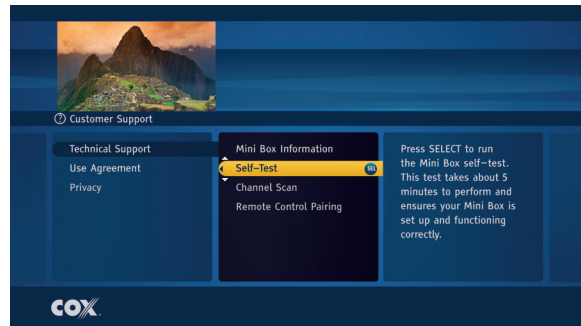 ? Customer Support
Technical Support
Use Agreement
Privacy
Mini Box Information
Self-Test SEL
Channel Scan
Remote Control Pairing
Press SELECT to run
the Mini Box self-test.
This test takes about 5
minutes to perform and
ensures your Mini Box is
set up and functioning
correctly.
COX